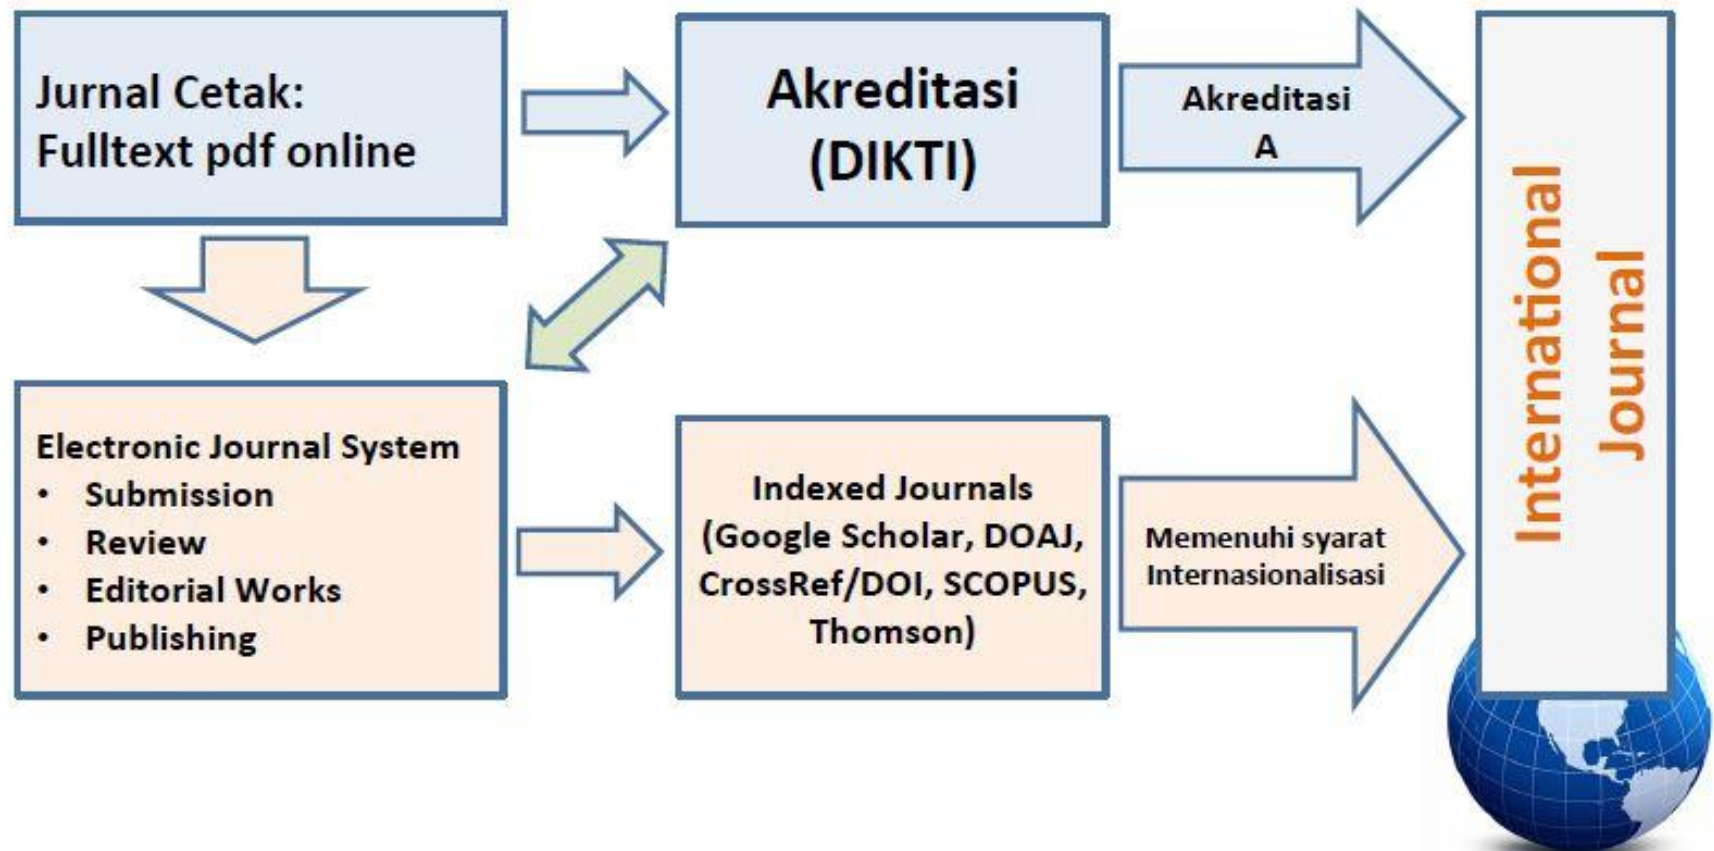 Jurnal Cetak:
Fulltext pdf online
Akreditasi
(DIKTI)
Akreditasi
A
International
Journal
Electronic Journal System
• Submission
• Review
• Editorial Works
• Publishing
Indexed Journals
(Google Scholar, DOAJ,
CrossRef/DOI, SCOPUS,
Thomson)
Memenuhi syarat
Internasionalisasi